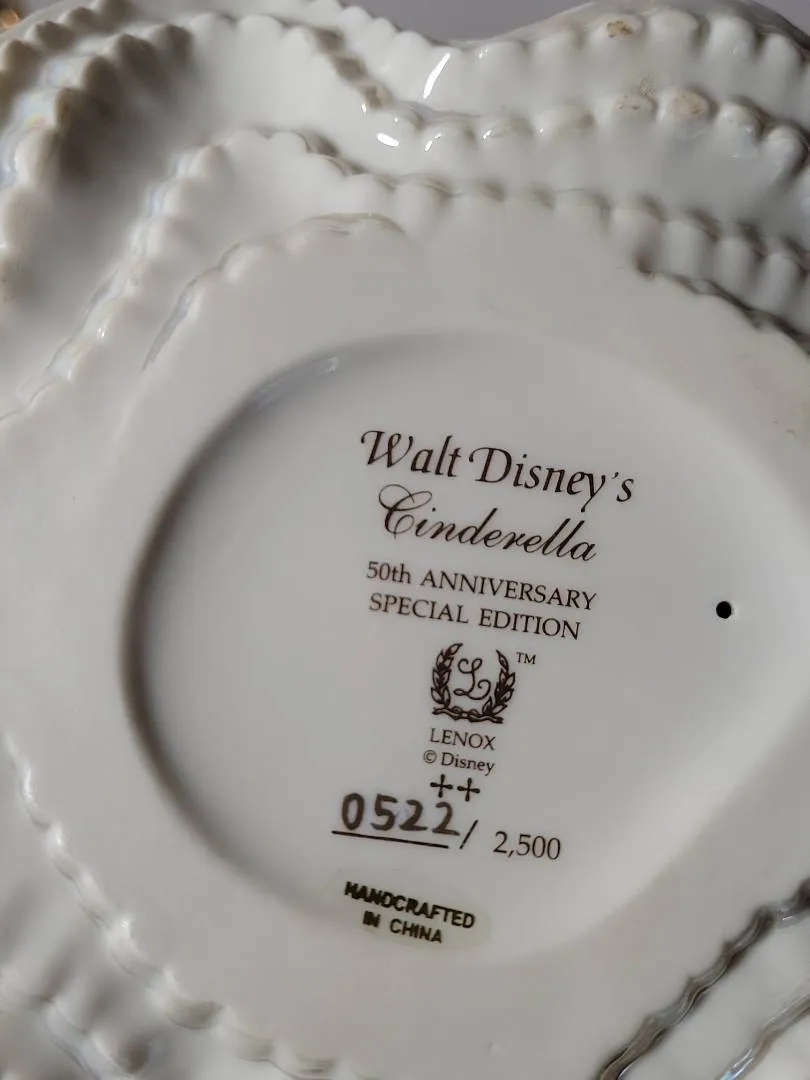 Walt Disney's
Cinderella
50th ANNIVERSARY
SPECIAL EDITION
L ™
LENOX
© Disney
++
0522/ 2,500
HANDCRAFTED
IN CHINA